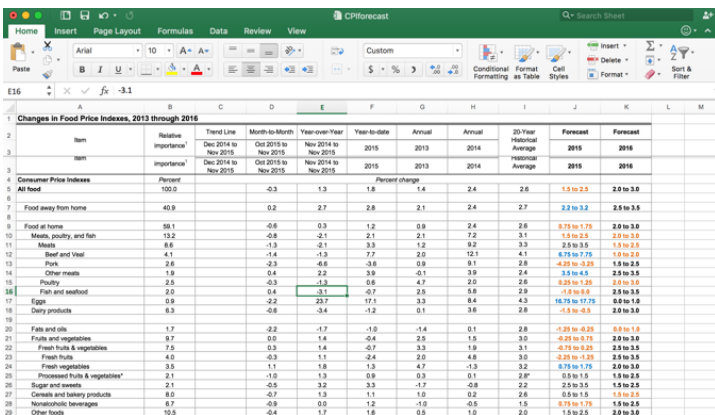 CPIforecast
Search Sheet
Home Insert Page Layout Formulas Data Review View
Arial 10 A A Custom
Paste B I U A $ % Conditional Formatting Format as Table Cell Styles Insert Delete Format Sort & Filter
E16 fx -3.1
A B C D E F G H I J K L M
1 Changes in Food Price Indexes, 2013 through 2016
2 Item Relative importance¹ Trend Line Month-to-Month Year-over-Year Year-to-date Annual Annual 20-Year Historical Average Forecast Forecast
3 Dec 2014 to Nov 2015 Oct 2015 to Nov 2015 Nov 2014 to Nov 2015 2015 2013 2014 2015 2016
3 Item importance¹ Dec 2014 to Nov 2015 Oct 2015 to Nov 2015 Nov 2014 to Nov 2015 2015 2013 2014 Historical Average 2015 2016
4 Consumer Price Indexes Percent Percent change
5 All food 100.0 -0.3 1.3 1.8 1.4 2.4 2.6 1.5 to 2.5 2.0 to 3.0
6
7 Food away from home 40.9 0.2 2.7 2.8 2.1 2.4 2.7 2.2 to 3.2 2.5 to 3.5
8
9 Food at home 59.1 -0.6 0.3 1.2 0.9 2.4 2.6 0.75 to 1.75 2.0 to 3.0
10 Meats, poultry, and fish 13.2 -0.8 -2.1 2.1 2.1 7.2 3.1 1.5 to 2.5 2.0 to 3.0
11 Meats 8.6 -1.3 -2.1 3.3 1.2 9.2 3.3 2.5 to 3.5 1.5 to 2.5
12 Beef and Veal 4.1 -1.4 -1.3 7.7 2.0 12.1 4.1 6.75 to 7.75 1.0 to 2.0
13 Pork 2.6 -2.3 -6.6 -3.6 0.9 9.1 2.8 -4.25 to -3.25 1.5 to 2.5
14 Other meats 1.9 0.4 2.2 3.9 -0.1 3.9 2.4 3.5 to 4.5 2.5 to 3.5
15 Poultry 2.5 -0.3 -1.3 0.6 4.7 2.0 2.6 0.25 to 1.25 2.0 to 3.0
16 Fish and seafood 2.0 0.4 -3.1 -0.7 2.5 5.8 2.9 -1.0 to 0.0 2.5 to 3.5
17 Eggs 0.9 -2.2 23.7 17.1 3.3 8.4 4.3 16.75 to 17.75 0.0 to 1.0
18 Dairy products 6.3 -0.6 -3.4 -1.2 0.1 3.6 2.8 -1.5 to -0.5 2.0 to 3.0
19
20 Fats and oils 1.7 -2.2 -1.7 -1.0 -1.4 0.1 2.8 -1.25 to -0.25 0.0 to 1.0
21 Fruits and vegetables 9.7 0.0 1.4 -0.4 2.5 1.5 3.0 -0.25 to 0.75 2.0 to 3.0
22 Fresh fruits & vegetables 7.5 0.3 1.4 -0.7 3.3 1.9 3.1 -0.75 to 0.25 2.5 to 3.5
23 Fresh fruits 4.0 -0.3 1.1 -2.4 2.0 4.8 3.0 -2.25 to -1.25 2.5 to 3.5
24 Fresh vegetables 3.5 1.1 1.8 1.3 4.7 -1.3 3.2 0.75 to 1.75 2.0 to 3.0
25 Processed fruits & vegetables* 2.1 -1.0 1.3 0.9 0.3 0.1 2.8* 0.5 to 1.5 2.5 to 3.5
26 Sugar and sweets 2.1 -0.5 3.2 3.3 -1.7 -0.8 2.2 2.5 to 3.5 1.5 to 2.5
27 Cereals and bakery products 8.0 -0.7 1.3 1.1 1.0 0.2 2.6 0.5 to 1.5 1.5 to 2.5
28 Nonalcoholic beverages 6.7 -0.9 0.0 1.2 -1.0 -0.5 1.5 0.75 to 1.75 1.5 to 2.5
29 Other foods 10.5 -0.4 1.7 1.6 0.5 1.0 2.0 1.5 to 2.5 2.0 to 3.0